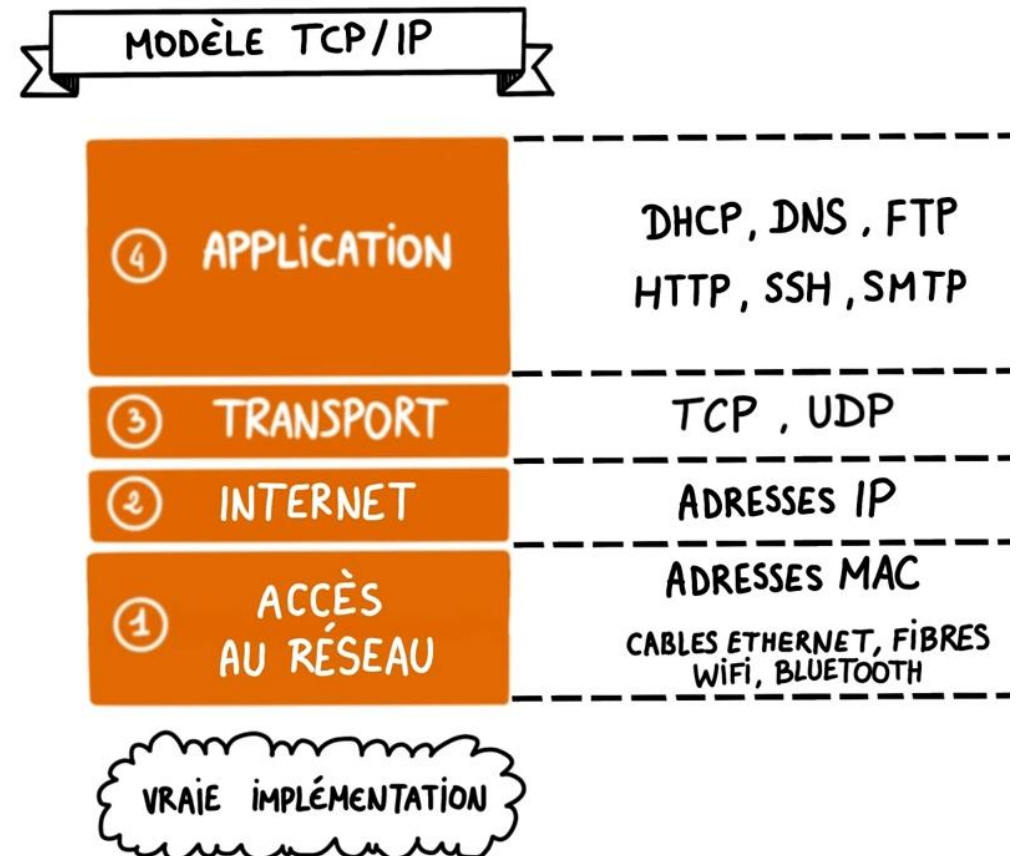 MODÈLE TCP/IP
④ APPLICATION
DHCP, DNS, FTP
HTTP, SSH, SMTP
③ TRANSPORT
TCP, UDP
② INTERNET
ADRESSES IP
① ACCÈS
AU RÉSEAU
ADRESSES MAC
CABLES ETHERNET, FIBRES
WIFI, BLUETOOTH
VRAIE IMPLÉMENTATION